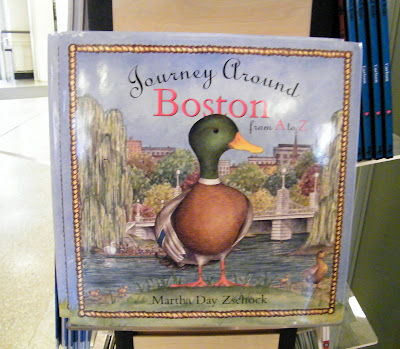 Journey Around
Boston
from A to Z
Martha Day Zschock